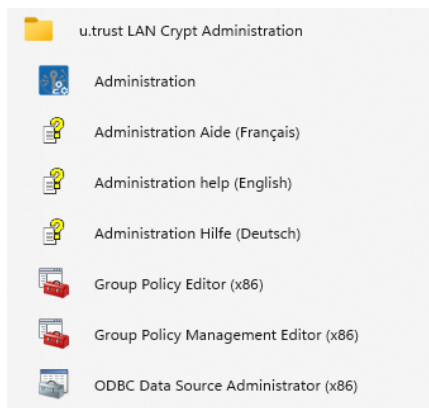 u.trust LAN Crypt Administration
Administration
Administration Aide (Français)
Administration help (English)
Administration Hilfe (Deutsch)
Group Policy Editor (x86)
Group Policy Management Editor (x86)
ODBC Data Source Administrator (x86)